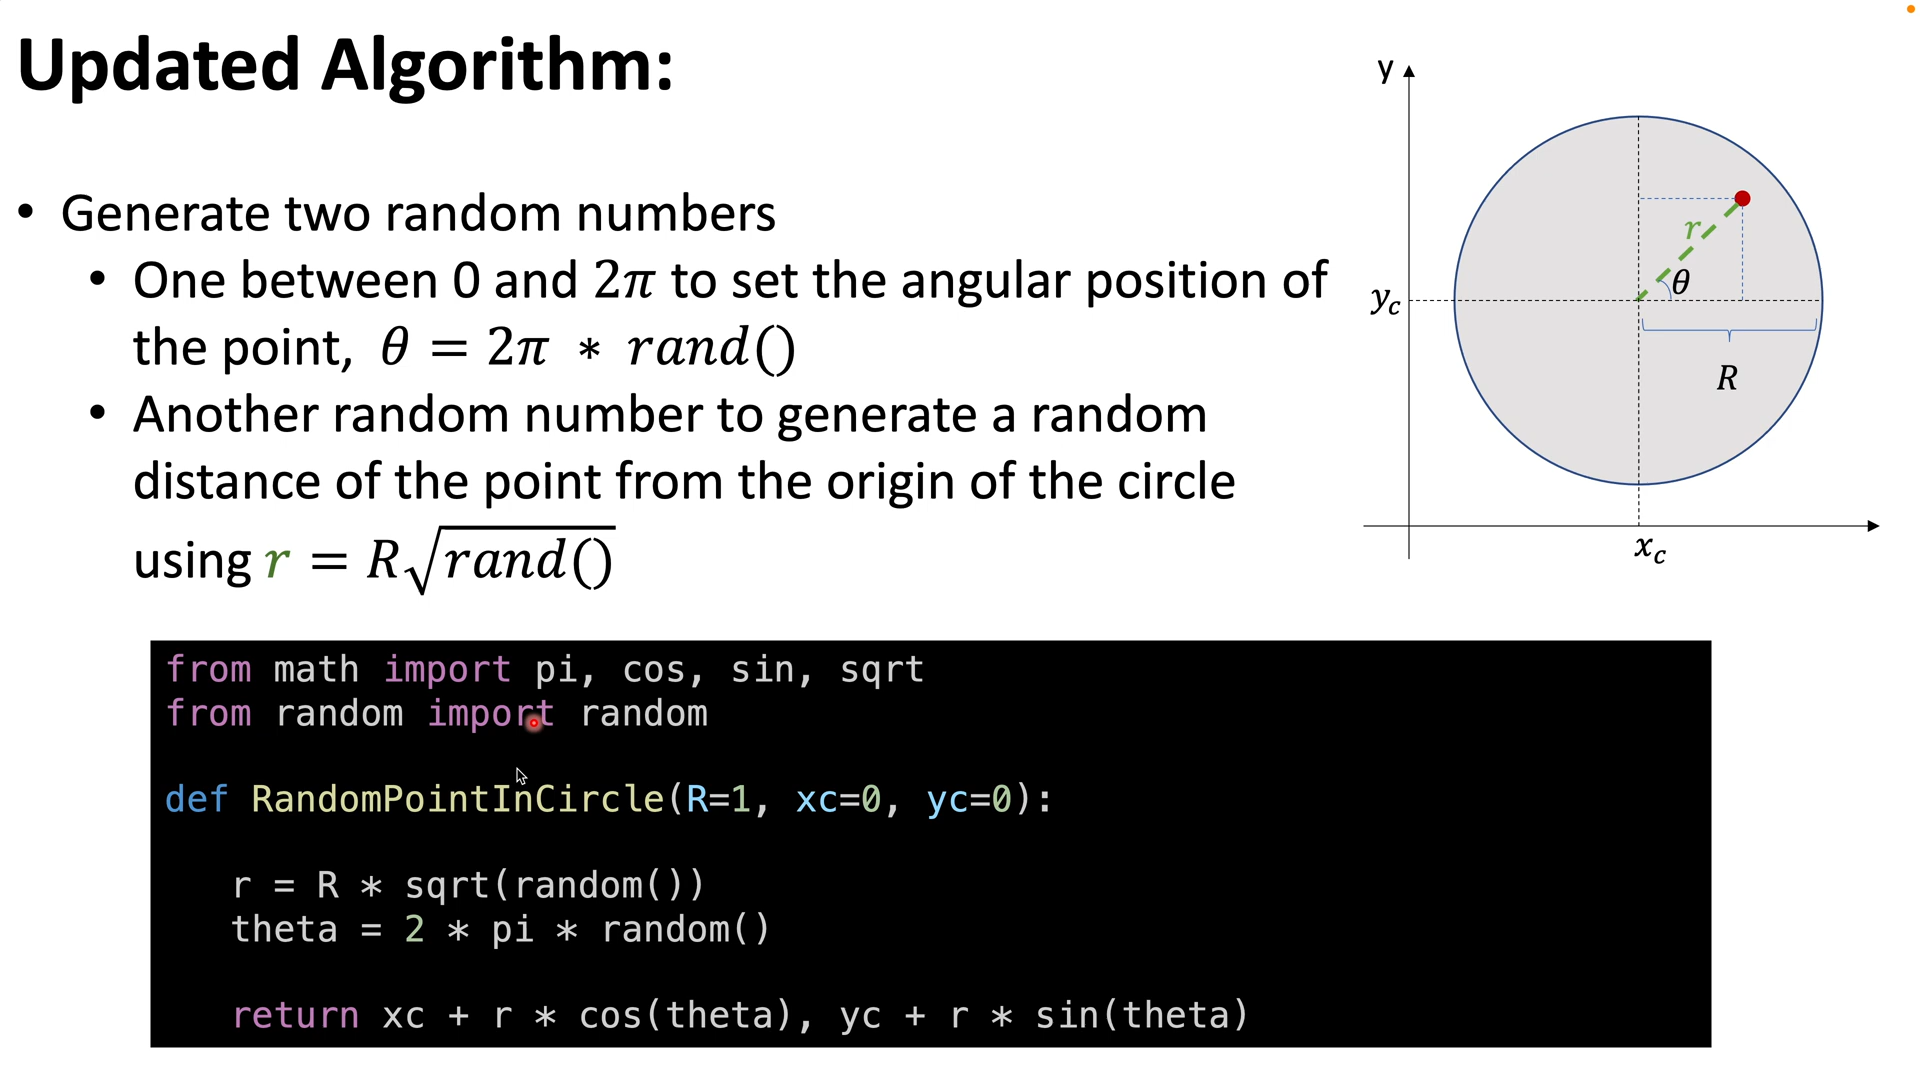 Updated Algorithm:
• Generate two random numbers
• One between 0 and 2π to set the angular position of
the point, θ = 2π * rand()
• Another random number to generate a random
distance of the point from the origin of the circle
using r = R√rand()
y
r
θ
y_c
R
x_c
from math import pi, cos, sin, sqrt
from random import random
def RandomPointInCircle(R=1, xc=0, yc=0):
r = R * sqrt(random())
theta = 2 * pi * random()
return xc + r * cos(theta), yc + r * sin(theta)